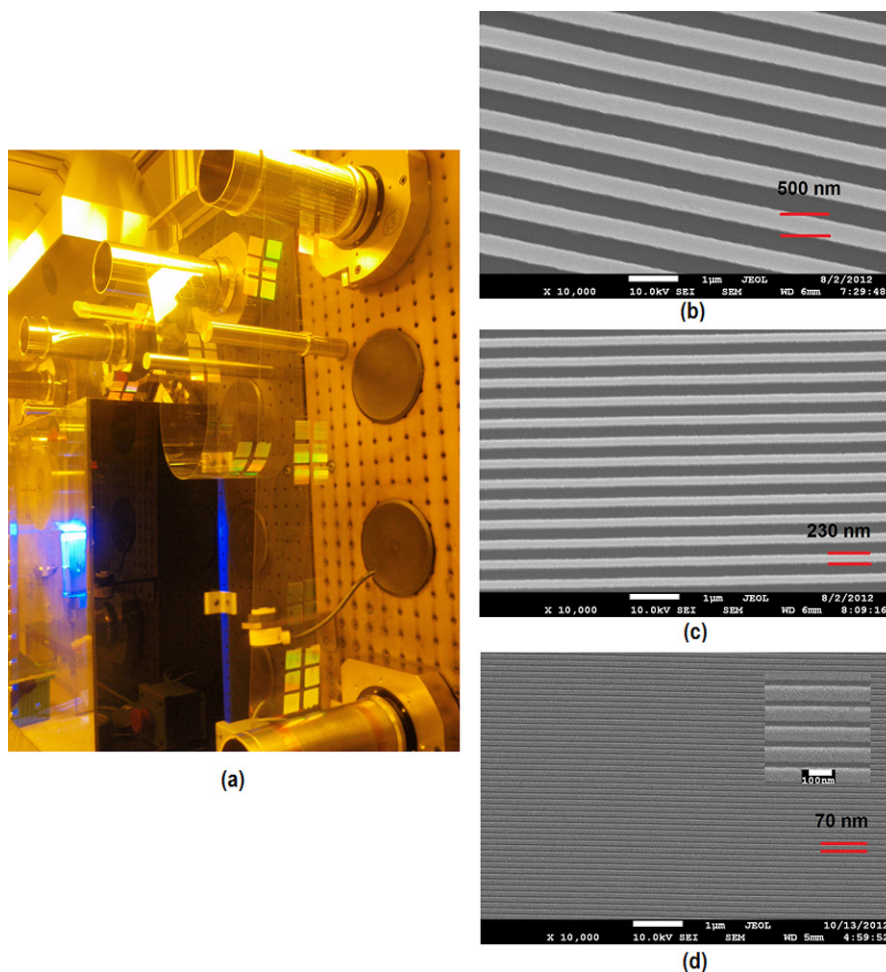 500 nm
1µm JEOL 8/2/2012
X 10,000 10.0kV SEI SEM WD 6mm 7:29:48
(b)
230 nm
1µm JEOL 8/2/2012
X 10,000 10.0kV SEI SEM WD 6mm 8:09:16
(c)
100nm
70 nm
1µm JEOL 10/13/2012
X 10,000 10.0kV SEI SEM WD 5mm 4:59:52
(d)
(a)